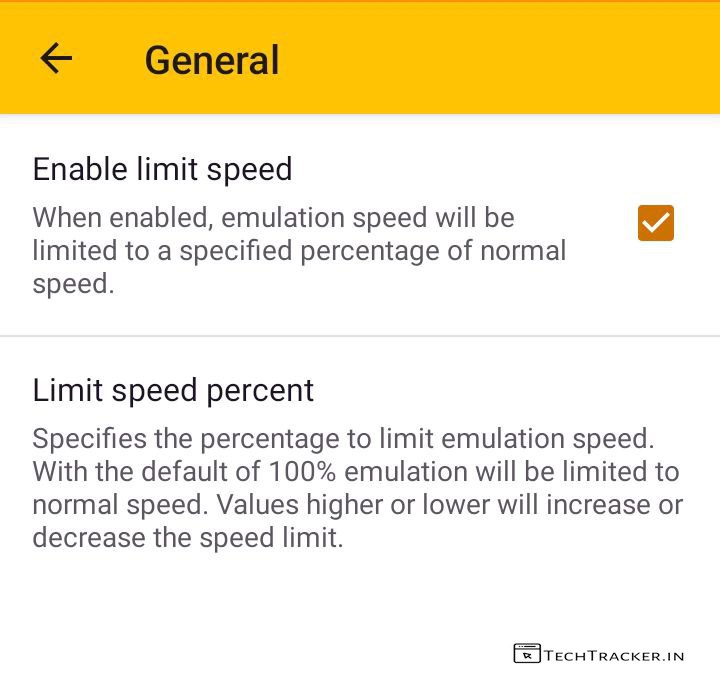 General
Enable limit speed
When enabled, emulation speed will be
limited to a specified percentage of normal
speed.
Limit speed percent
Specifies the percentage to limit emulation speed.
With the default of 100% emulation will be limited to
normal speed. Values higher or lower will increase or
decrease the speed limit.
TECHTRACKER.IN